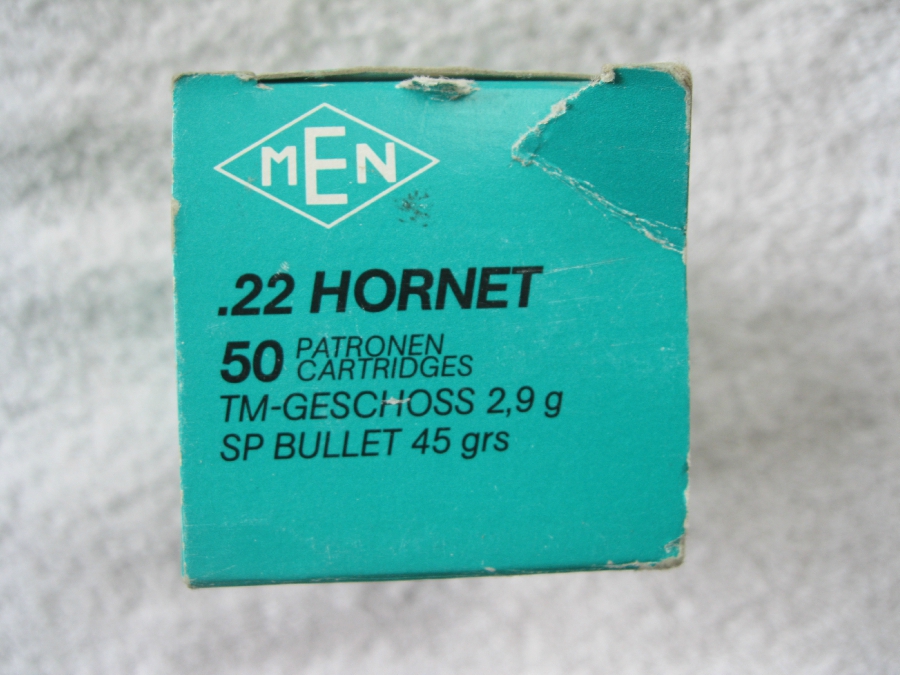 MEN
.22 HORNET
50 PATRONEN
CARTRIDGES
TM-GESCHOSS 2,9 g
SP BULLET 45 grs